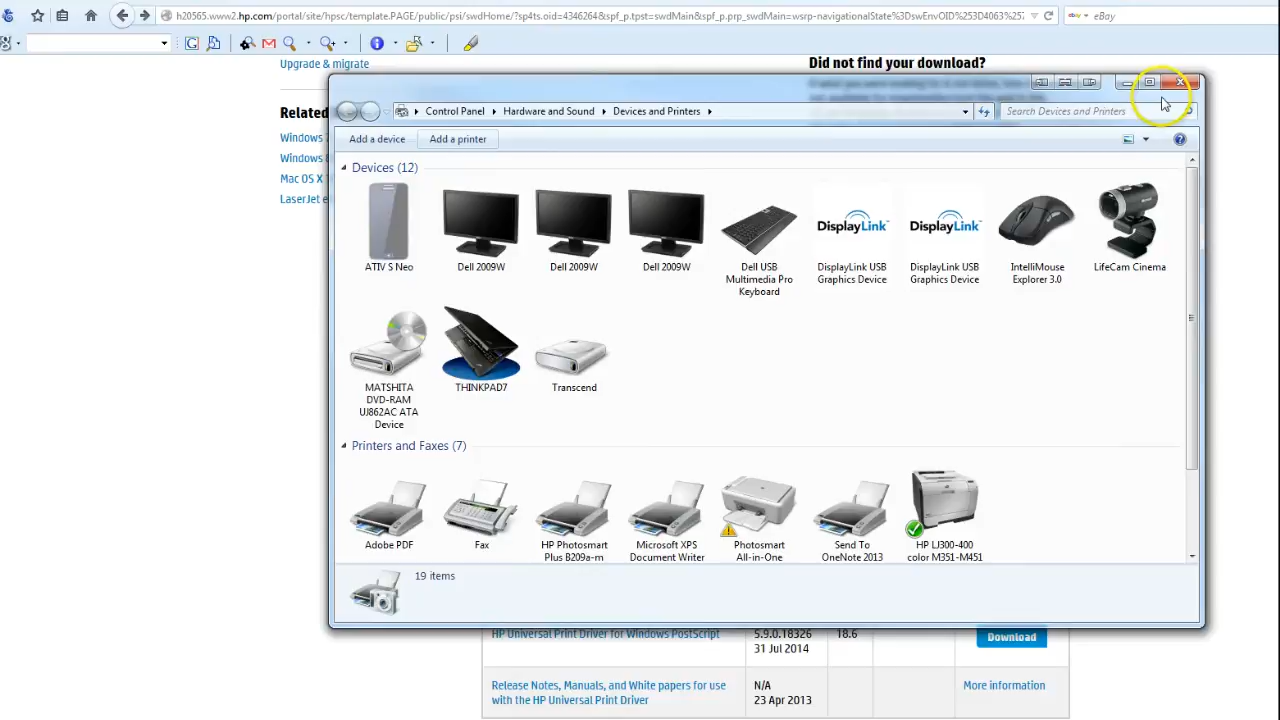 h20565.www2.hp.com/portal/site/hpsc/template.PAGE/public/psi/swdHome/?sp4ts.oid=4346264&spf_p.tpst=swdMain&spf_p.prp_swdMain=wsrp-navigationalState%3DswEnvOID%253D4063%257
eBay
Upgrade & migrate
Did not find your download?
Related
Control Panel
Hardware and Sound
Devices and Printers
Search Devices and Printers
Windows 7
Windows 8
Mac OS X 1
LaserJet e
Add a device
Add a printer
Devices (12)
DisplayLink
DisplayLink
ATIV S Neo
Dell 2009W
Dell 2009W
Dell 2009W
Dell USB
Multimedia Pro
Keyboard
DisplayLink USB
Graphics Device
DisplayLink USB
Graphics Device
IntelliMouse
Explorer 3.0
LifeCam Cinema
MATSHITA
DVD-RAM
UJ862AC ATA
Device
THINKPAD7
Transcend
Printers and Faxes (7)
Adobe PDF
Fax
HP Photosmart
Plus B209a-m
Microsoft XPS
Document Writer
Photosmart
All-in-One
Send To
OneNote 2013
HP LJ300-400
color M351-M451
19 items
HP Universal Print Driver for Windows PostScript
5.9.0.18326
31 Jul 2014
18.6
Download
Release Notes, Manuals, and White papers for use
with the HP Universal Print Driver
N/A
23 Apr 2013
More information